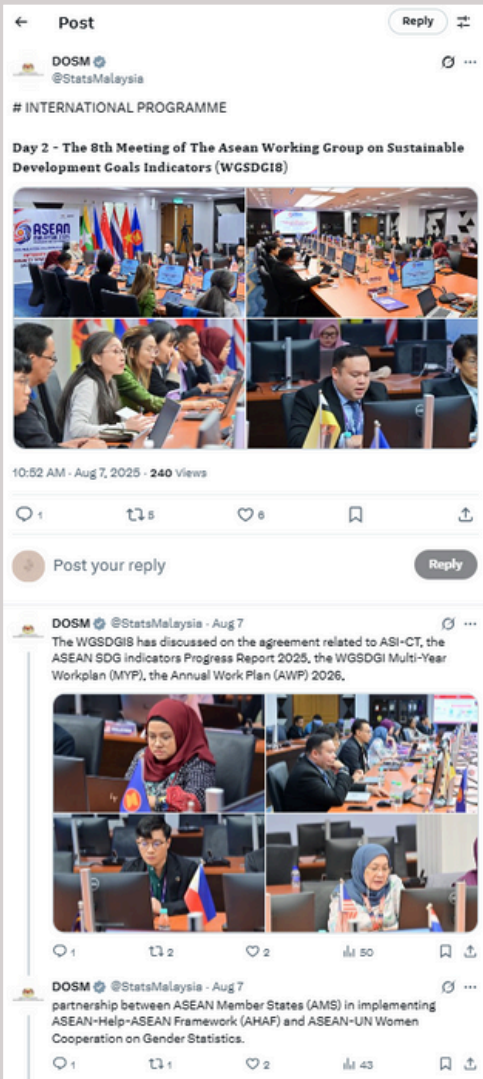 Post
Reply
DOSM
@StatsMalaysia
# INTERNATIONAL PROGRAMME
Day 2 - The 8th Meeting of The Asean Working Group on Sustainable
Development Goals Indicators (WGSDGI8)
ASEAN
10:52 AM · Aug 7, 2025 · 240 Views
1
5
6
Post your reply
Reply
DOSM @StatsMalaysia · Aug 7
The WGSDGI8 has discussed on the agreement related to ASI-CT, the
ASEAN SDG indicators Progress Report 2025, the WGSDGI Multi-Year
Workplan (MYP), the Annual Work Plan (AWP) 2026,
1
2
2
50
DOSM @StatsMalaysia · Aug 7
partnership between ASEAN Member States (AMS) in implementing
ASEAN-Help-ASEAN Framework (AHAF) and ASEAN-UN Women
Cooperation on Gender Statistics.
1
1
2
43